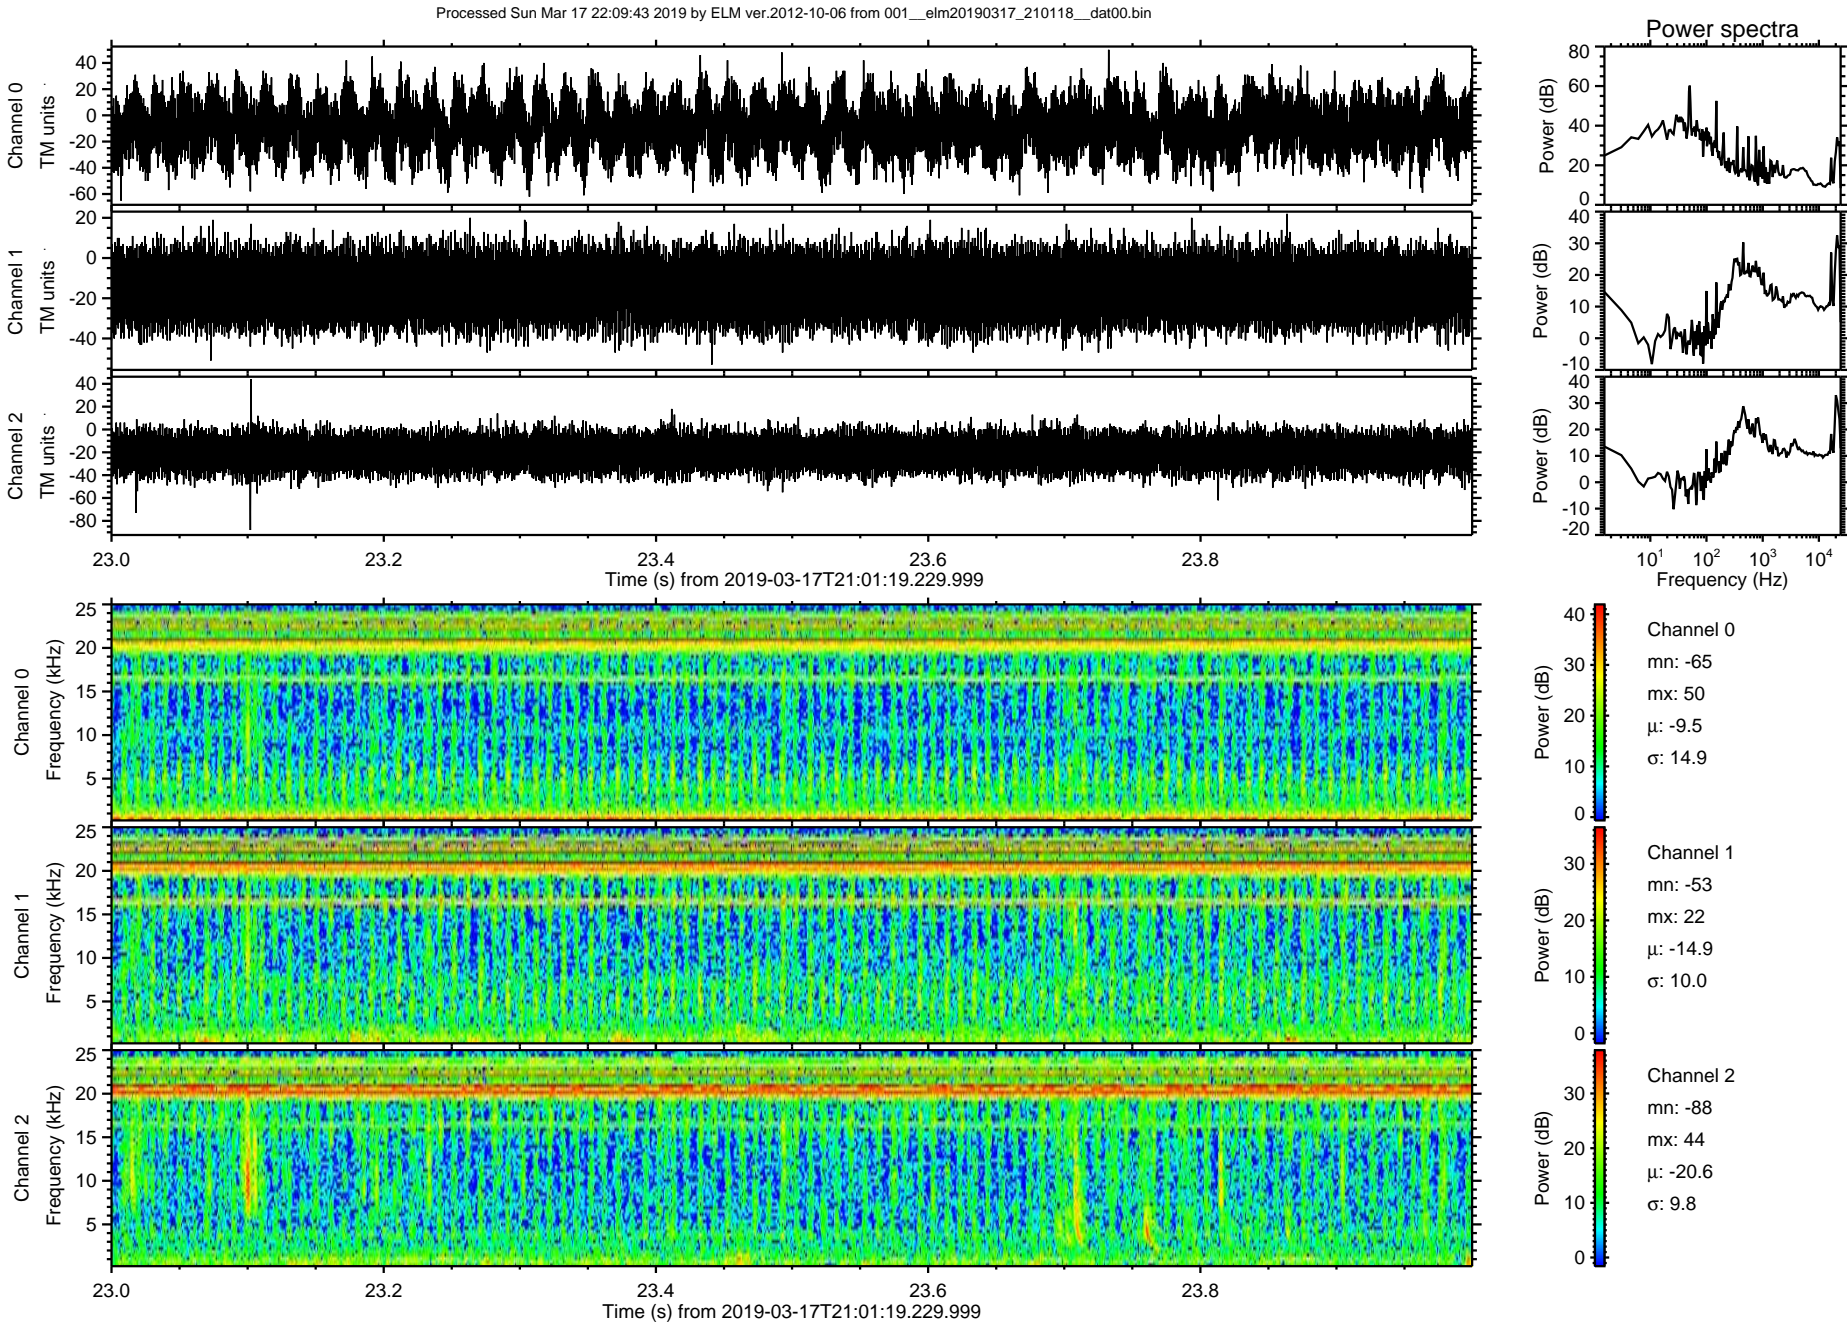 Processed Sun Mar 17 22:09:43 2019 by ELM ver.2012-10-06 from 001__elm20190317_210118__dat00.bin
Power spectra
Channel 0
TM units
40
20
0
-20
-40
-60
Power (dB)
80
60
40
20
0
Channel 1
TM units
20
0
-20
-40
Power (dB)
40
30
20
10
0
-10
Channel 2
TM units
40
20
0
-20
-40
-60
-80
Power (dB)
40
30
20
10
0
-10
-20
23.0 23.2 23.4 23.6 23.8
Time (s) from 2019-03-17T21:01:19.229.999
10^1 10^2 10^3 10^4
Frequency (Hz)
Channel 0
Frequency (kHz)
25
20
15
10
5
Power (dB)
40
30
20
10
0
Channel 0
mn: -65
mx: 50
μ: -9.5
σ: 14.9
Channel 1
Frequency (kHz)
25
20
15
10
5
Power (dB)
30
20
10
0
Channel 1
mn: -53
mx: 22
μ: -14.9
σ: 10.0
Channel 2
Frequency (kHz)
25
20
15
10
5
Power (dB)
30
20
10
0
Channel 2
mn: -88
mx: 44
μ: -20.6
σ: 9.8
23.0 23.2 23.4 23.6 23.8
Time (s) from 2019-03-17T21:01:19.229.999